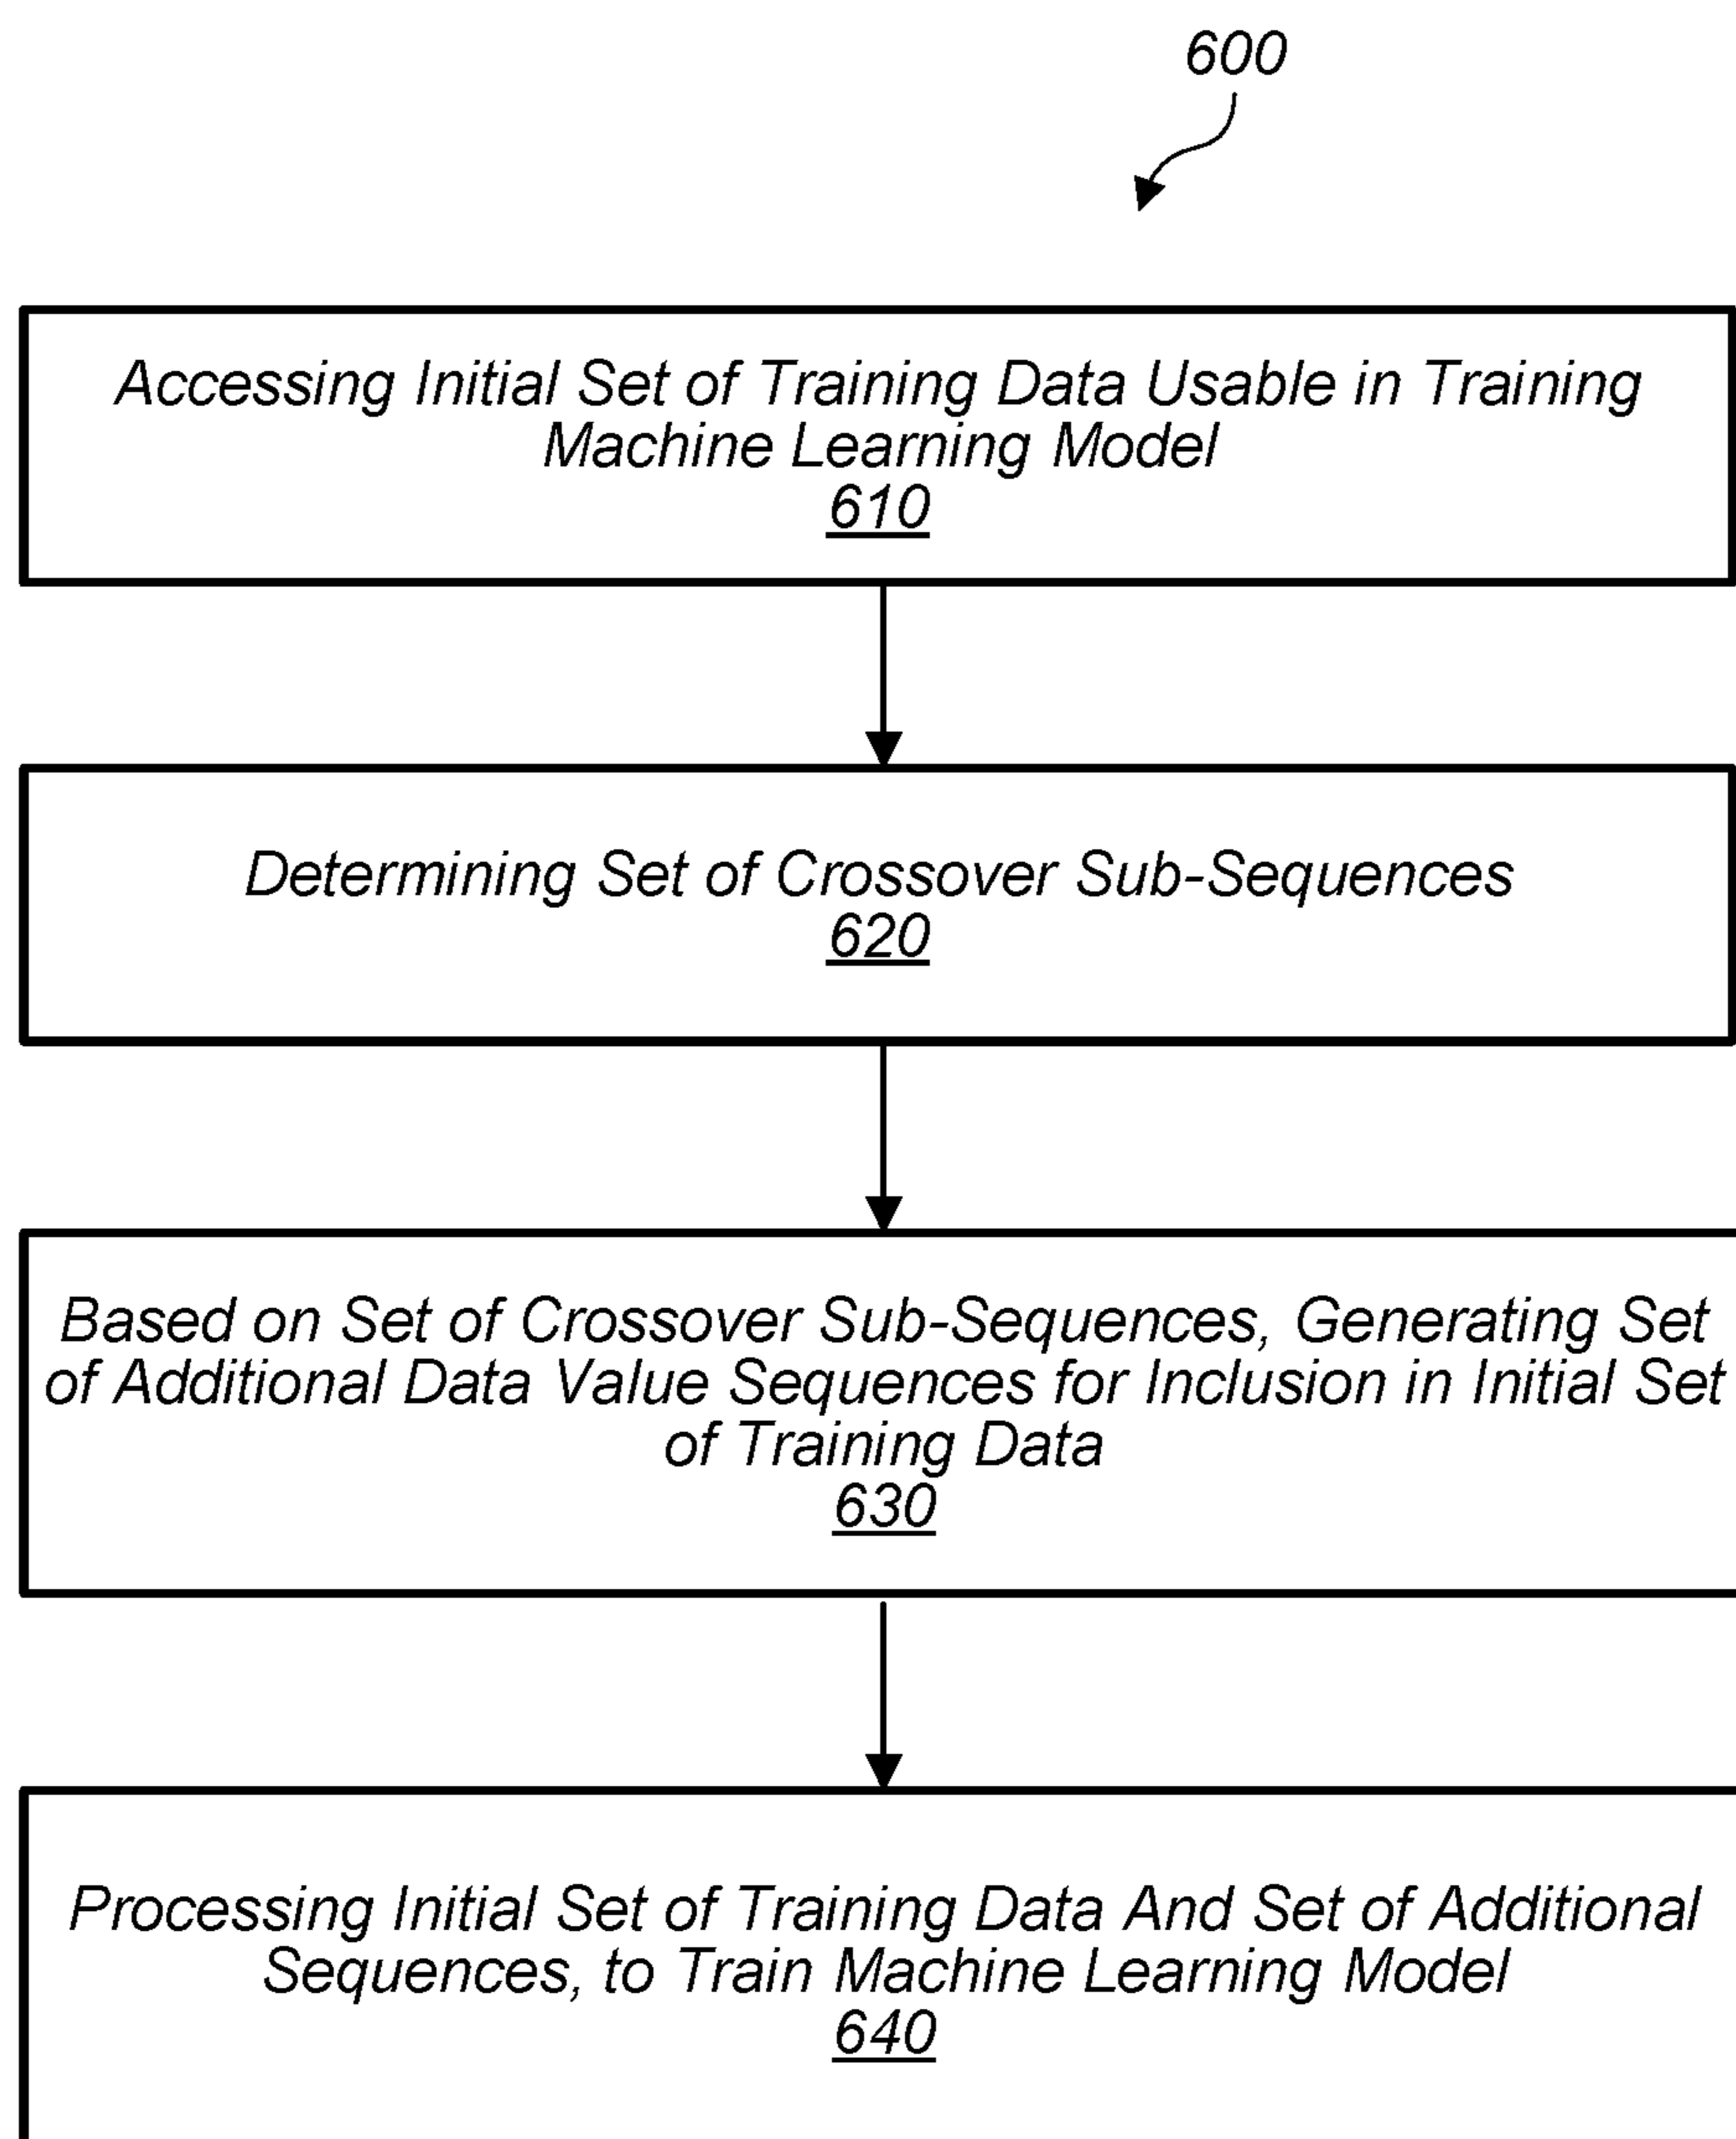 600
Accessing Initial Set of Training Data Usable in Training
Machine Learning Model
610
Determining Set of Crossover Sub-Sequences
620
Based on Set of Crossover Sub-Sequences, Generating Set
of Additional Data Value Sequences for Inclusion in Initial Set
of Training Data
630
Processing Initial Set of Training Data And Set of Additional
Sequences, to Train Machine Learning Model
640